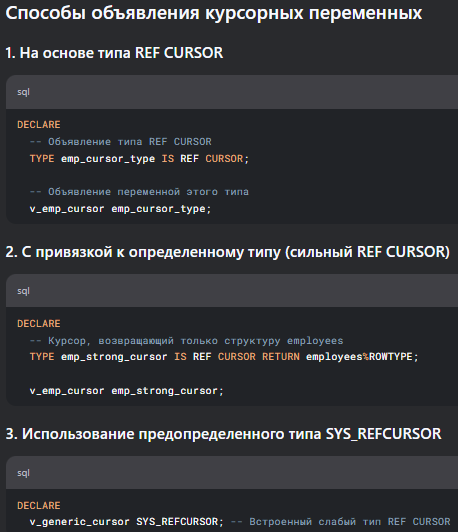 Способы объявления курсорных переменных
1. На основе типа REF CURSOR
sql
DECLARE
-- Объявление типа REF CURSOR
TYPE emp_cursor_type IS REF CURSOR;
-- Объявление переменной этого типа
v_emp_cursor emp_cursor_type;
2. С привязкой к определенному типу (сильный REF CURSOR)
sql
DECLARE
-- Курсор, возвращающий только структуру employees
TYPE emp_strong_cursor IS REF CURSOR RETURN employees%ROWTYPE;
v_emp_cursor emp_strong_cursor;
3. Использование предопределенного типа SYS_REFCURSOR
sql
DECLARE
v_generic_cursor SYS_REFCURSOR; -- Встроенный слабый тип REF CURSOR